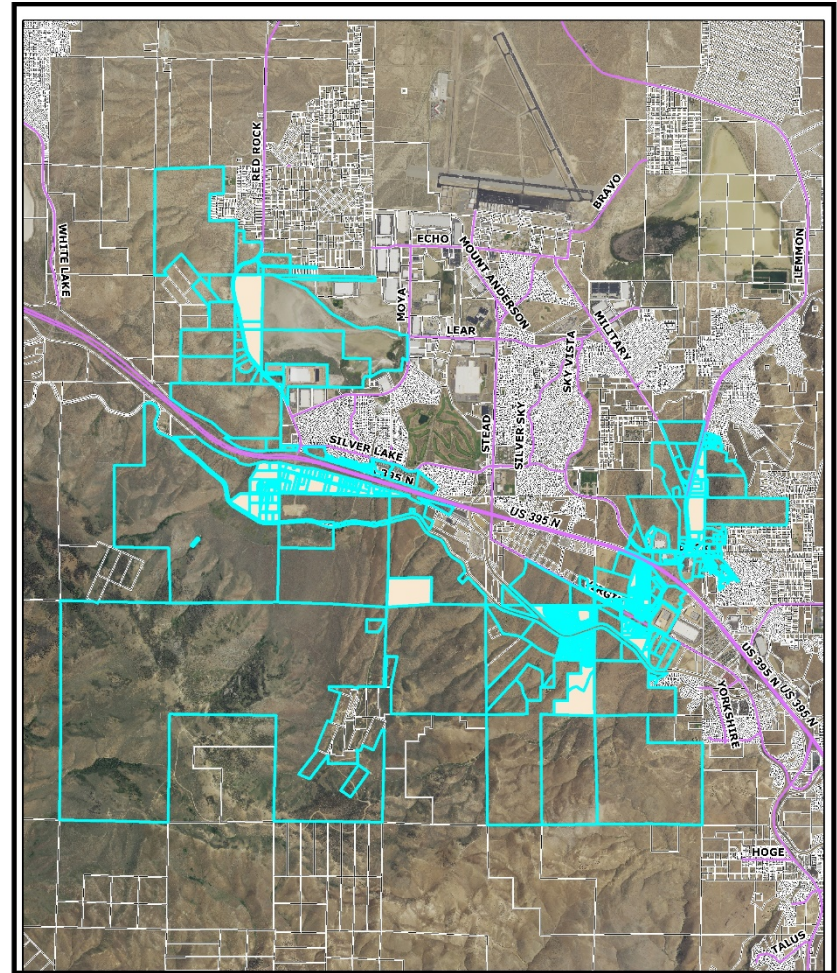 RED ROCK
WHITE LAKE
ECHO
BRAVO
MOUNT ANDERSON
LEMMON
MOYA
LEAR
MILITARY
SKY VISTA
STEAD
SILVER SKY
SILVER LAKE
US 395 N
US 395 N
US 395 N
YORKSHIRE
HOGE
TALUS